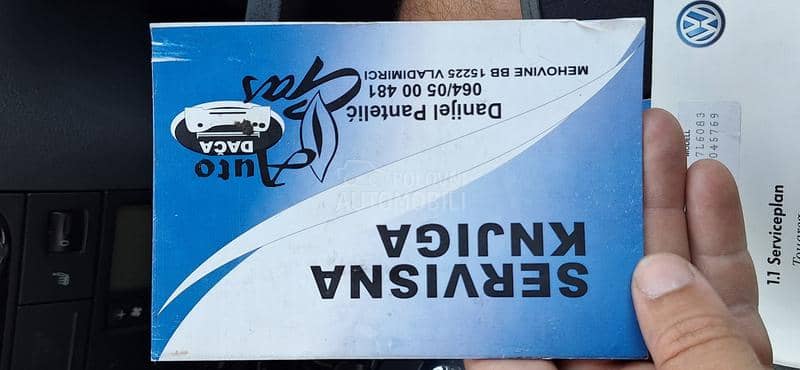 SERVISNA
KNJIGA
Auto
DAČA
Gas
Danijel Pantelić
064/05 00 481
MEHOVINE BB 15225 VLADIMIRCI
POLOVNI
AUTOMOBILI
1.1 Serviceplan